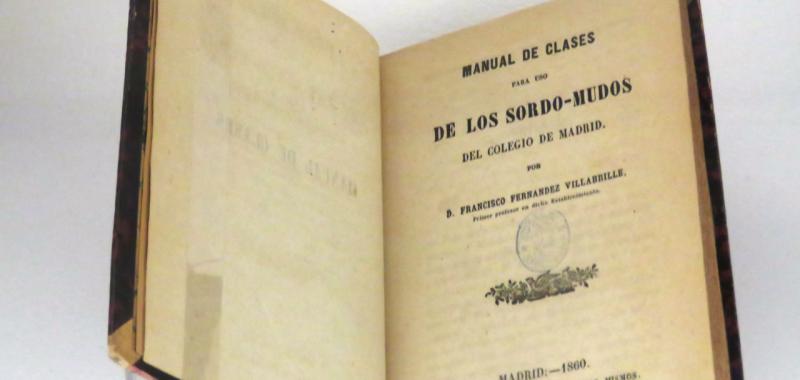 MANUAL DE CLASES
PARA USO
DE LOS SORDO-MUDOS
DEL COLEGIO DE MADRID.
POR
D. FRANCISCO FERNANDEZ VILLABRILLE,
Primer profesor en dicho Establecimiento.
MADRID:—1860.
MISMOS.